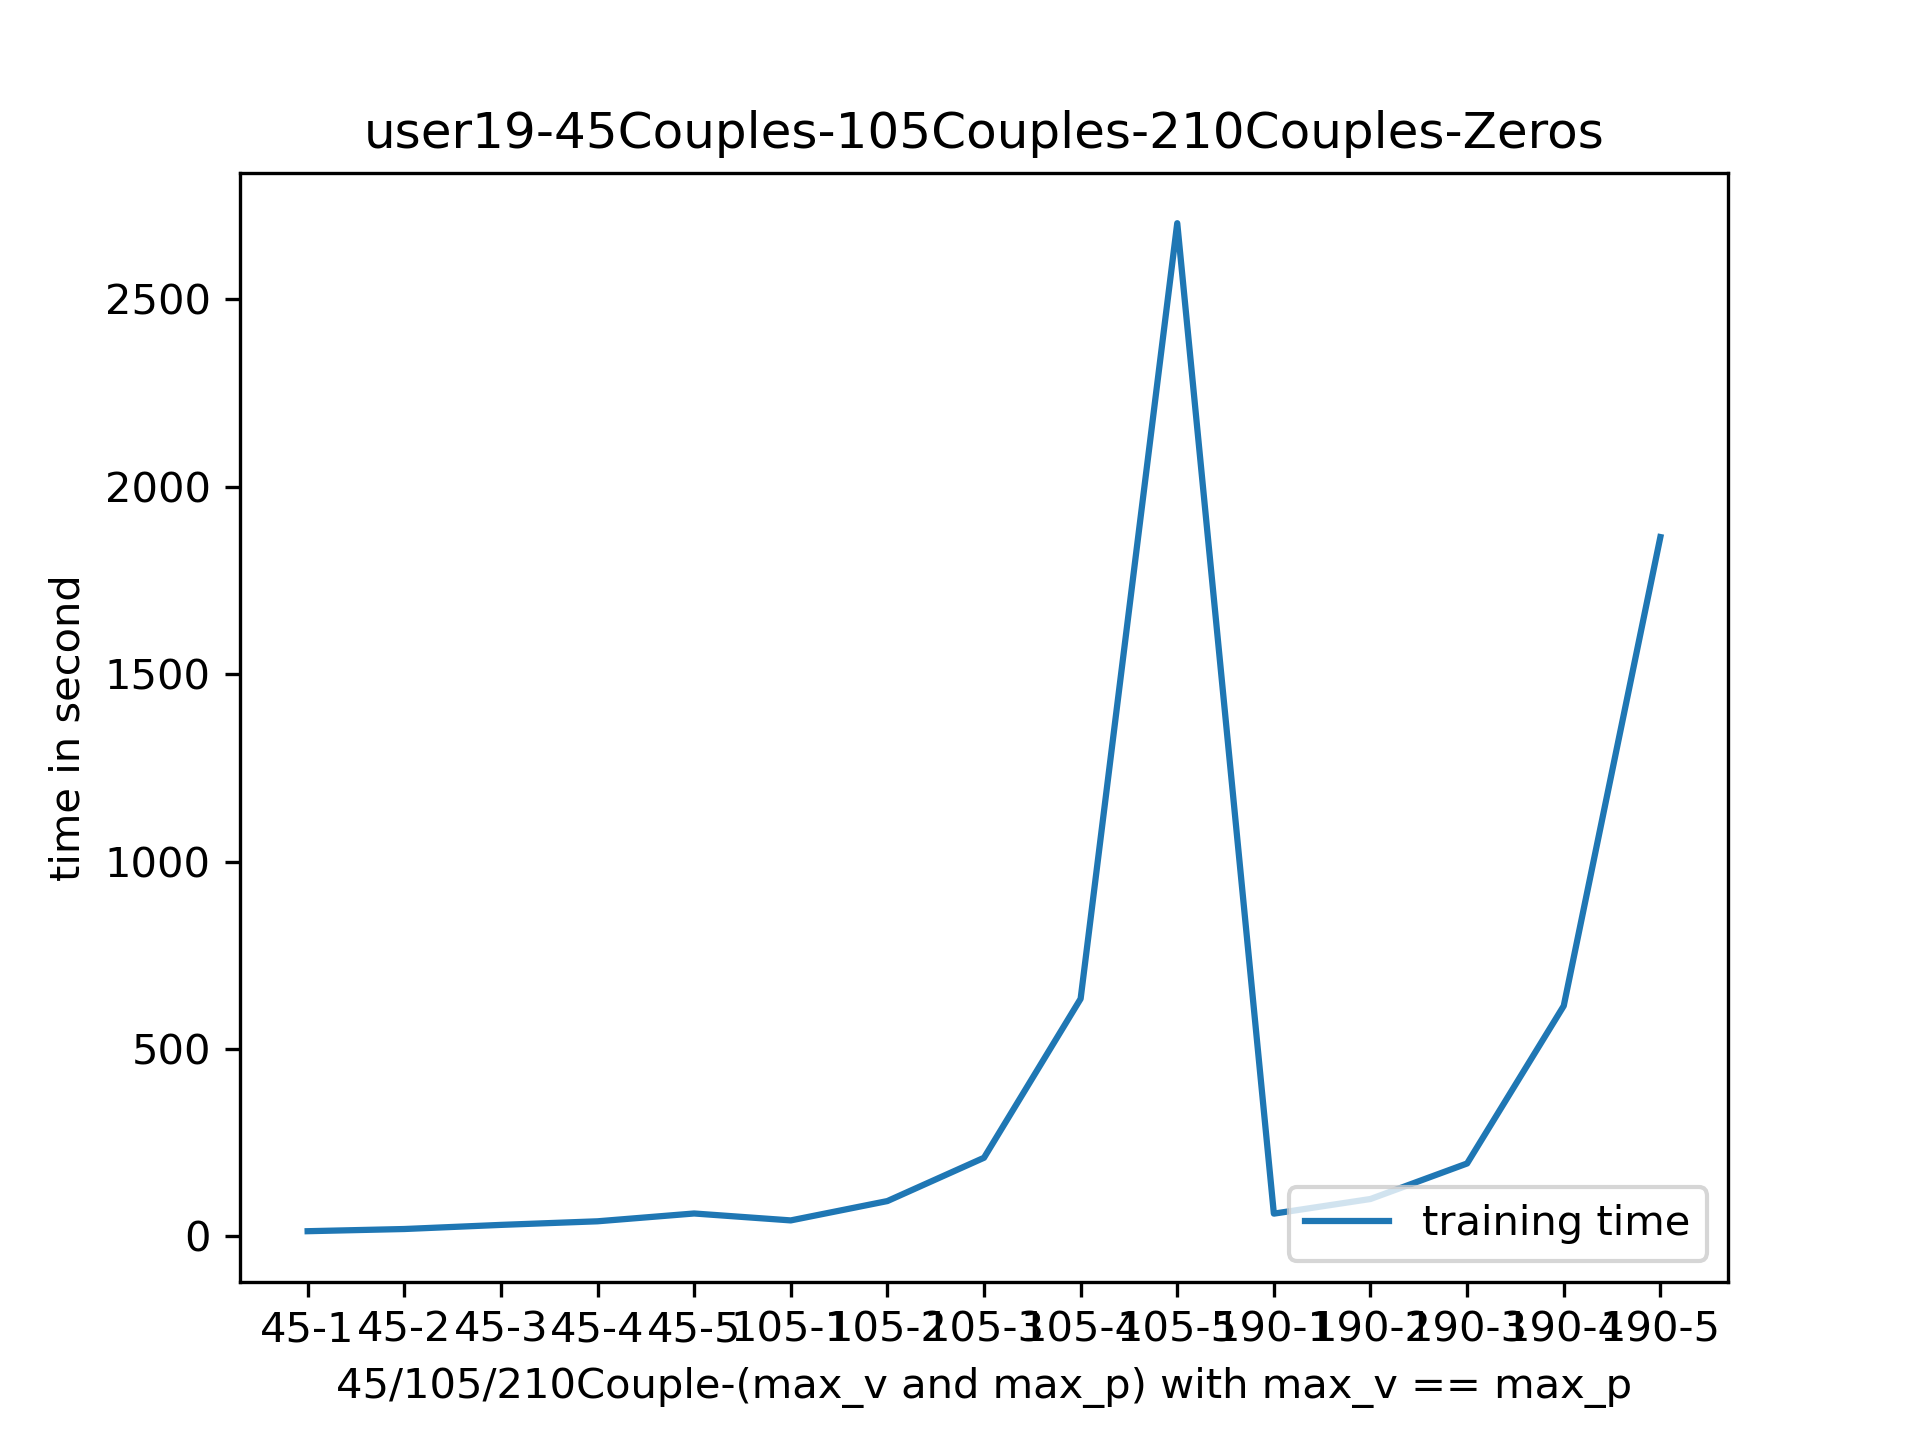 user19-45Couples-105Couples-210Couples-Zeros
time in second
2500
2000
1500
1000
500
0
training time
45-1 45-2 45-3 45-4 45-5 105-1 105-2 105-3 105-4 105-5 190-1 190-2 190-3 190-4 190-5
45/105/210Couple-(max_v and max_p) with max_v == max_p